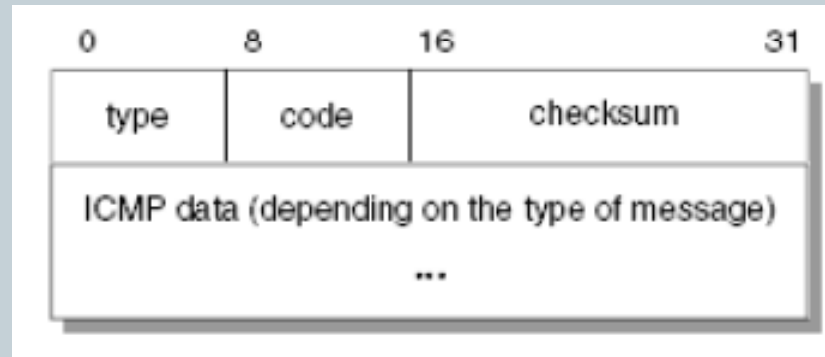 0 8 16 31
type code checksum
ICMP data (depending on the type of message)
...